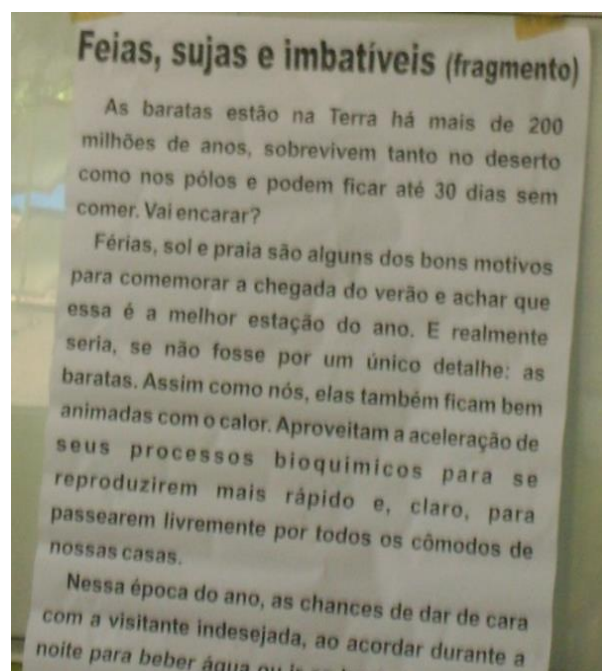 Feias, sujas e imbatíveis (fragmento)
As baratas estão na Terra há mais de 200
milhões de anos, sobrevivem tanto no deserto
como nos pólos e podem ficar até 30 dias sem
comer. Vai encarar?
Férias, sol e praia são alguns dos bons motivos
para comemorar a chegada do verão e achar que
essa é a melhor estação do ano. E realmente
seria, se não fosse por um único detalhe: as
baratas. Assim como nós, elas também ficam bem
animadas com o calor. Aproveitam a aceleração de
seus processos bioquímicos para se
reproduzirem mais rápido e, claro, para
passearem livremente por todos os cômodos de
nossas casas.
Nessa época do ano, as chances de dar de cara
com a visitante indesejada, ao acordar durante a
noite para beber água ou